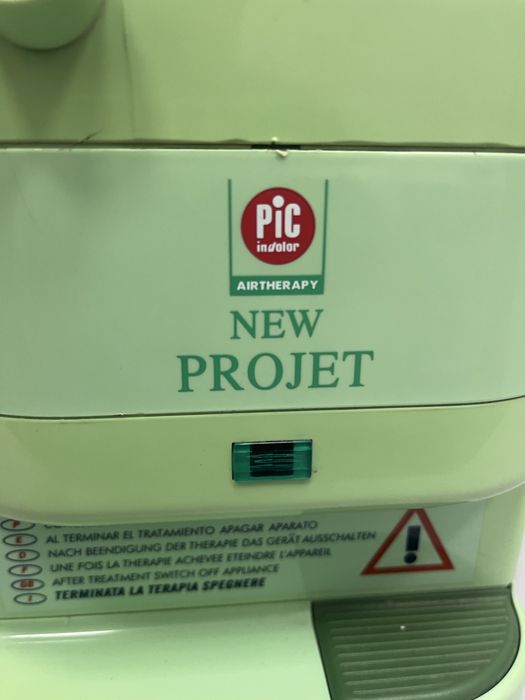 PiC
indolor
AIRTHERAPY
NEW
PROJET
P
E AL TERMINAR EL TRATAMIENTO APAGAR APARATO
D NACH BEENDIGUNG DER THERAPIE DAS GERÄT AUSSCHALTEN
F UNE FOIS LA THERAPIE ACHEVEE ETEINDRE L'APPAREIL
GB AFTER TREATMENT SWITCH OFF APPLIANCE
I TERMINATA LA TERAPIA SPEGNERE
!